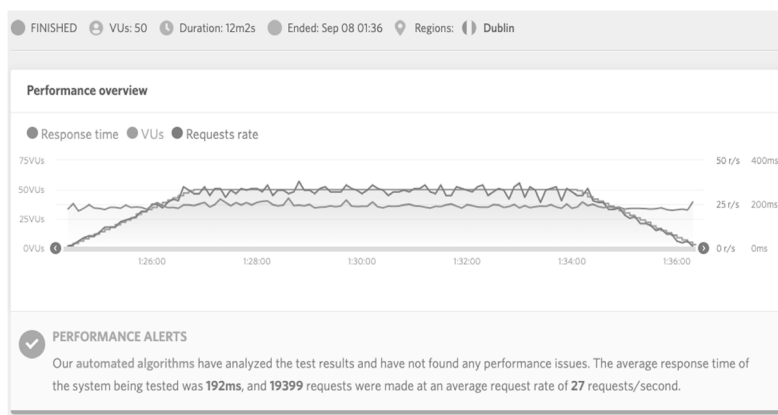 FINISHED VUs: 50 Duration: 12m2s Ended: Sep 08 01:36 Regions: Dublin
Performance overview
Response time VUs Requests rate
75VUs 50 r/s 400ms
50VUs
25VUs 25 r/s 200ms
0VUs 0 r/s 0ms
1:26:00 1:28:00 1:30:00 1:32:00 1:34:00 1:36:00
PERFORMANCE ALERTS
Our automated algorithms have analyzed the test results and have not found any performance issues. The average response time of
the system being tested was 192ms, and 19399 requests were made at an average request rate of 27 requests/second.